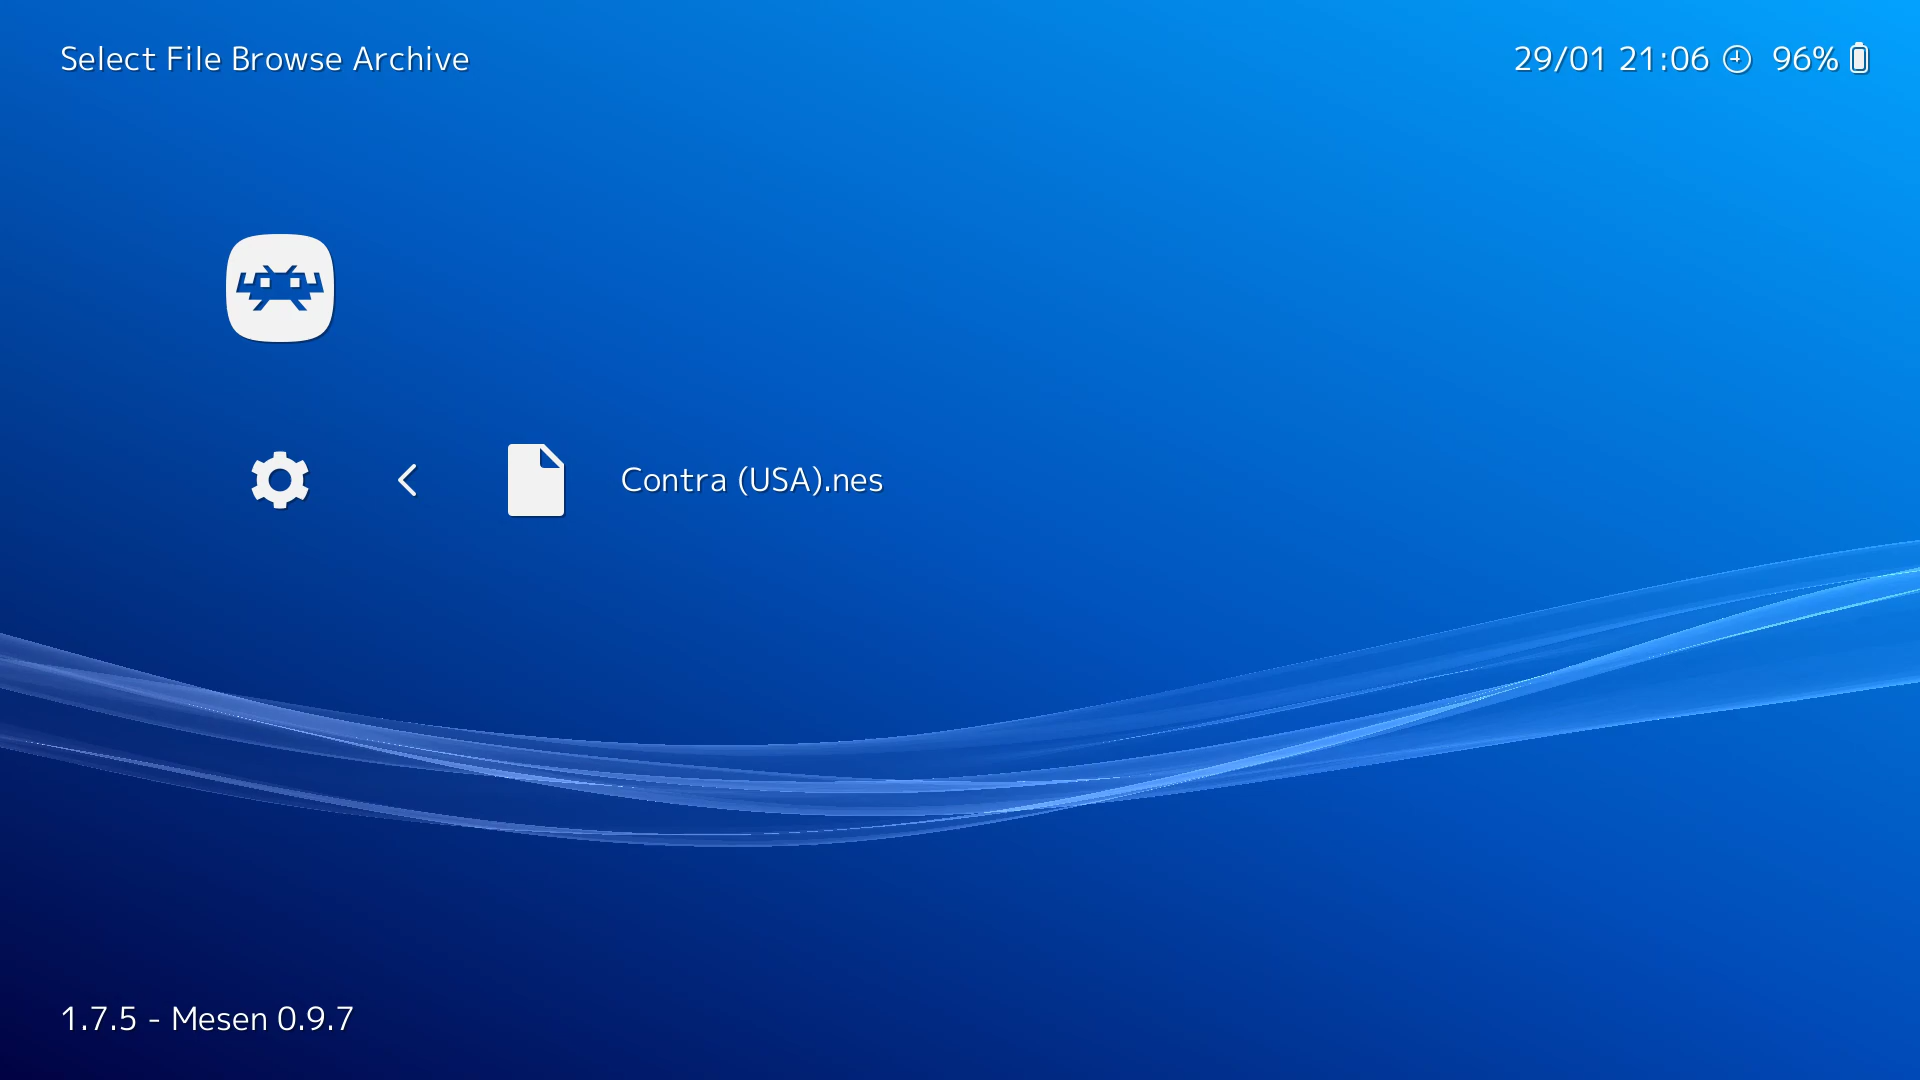 Select File Browse Archive
29/01 21:06 96%
Contra (USA).nes
1.7.5 - Mesen 0.9.7